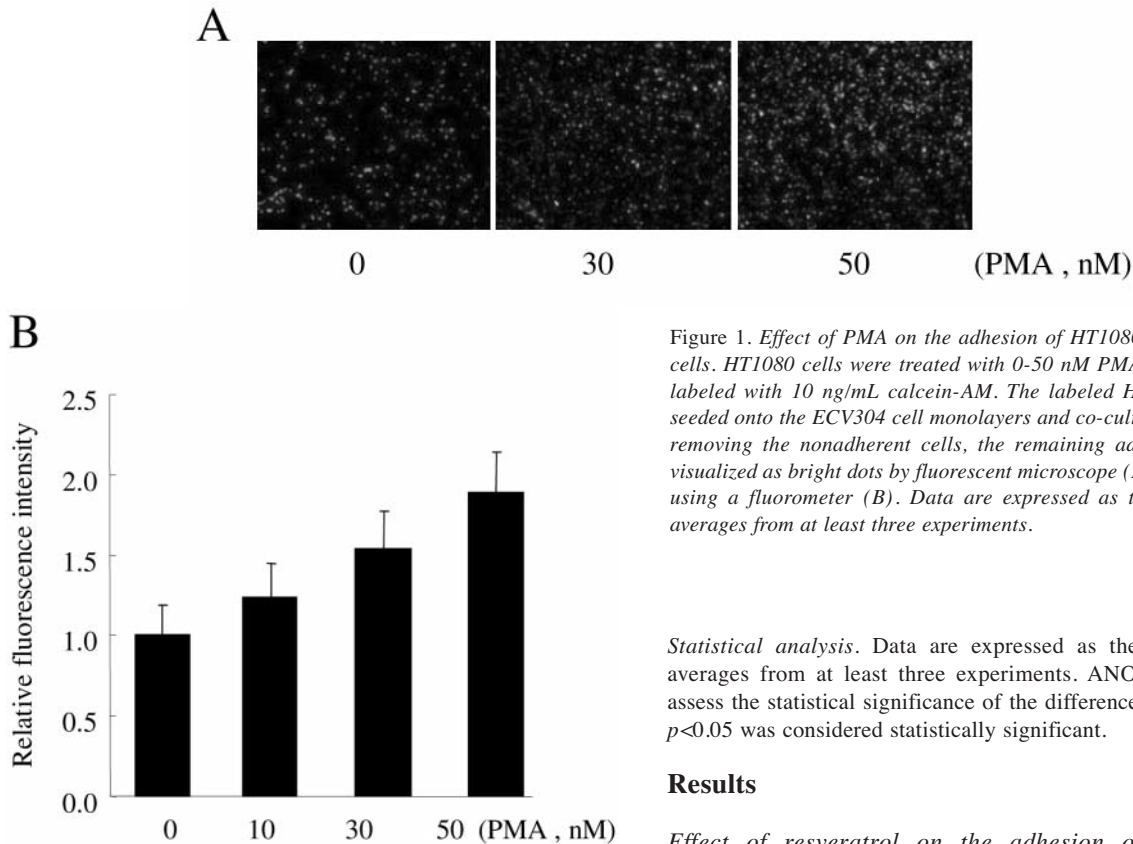 A
0 30 50 (PMA , nM)
B
Relative fluorescence intensity
2.5
2.0
1.5
1.0
0.5
0.0
0 10 30 50 (PMA , nM)
Figure 1. Effect of PMA on the adhesion of HT1080
cells. HT1080 cells were treated with 0-50 nM PMA
labeled with 10 ng/mL calcein-AM. The labeled H
seeded onto the ECV304 cell monolayers and co-cul
removing the nonadherent cells, the remaining ad
visualized as bright dots by fluorescent microscope (
using a fluorometer (B). Data are expressed as t
averages from at least three experiments.
Statistical analysis. Data are expressed as the
averages from at least three experiments. ANO
assess the statistical significance of the difference
p<0.05 was considered statistically significant.
Results
Effect of resveratrol on the adhesion o